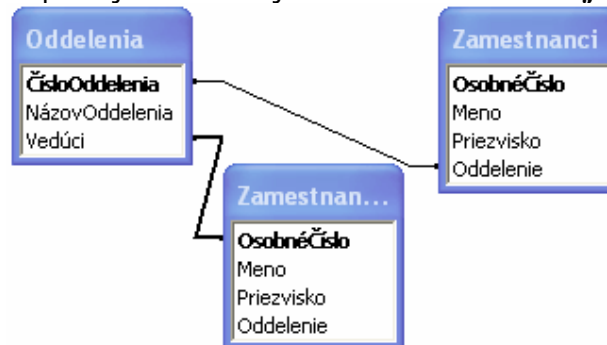 Oddelenia
ČísloOddelenia
NázovOddelenia
Vedúci
Zamestnanci
OsobnéČíslo
Meno
Priezvisko
Oddelenie
Zamestnan...
OsobnéČíslo
Meno
Priezvisko
Oddelenie